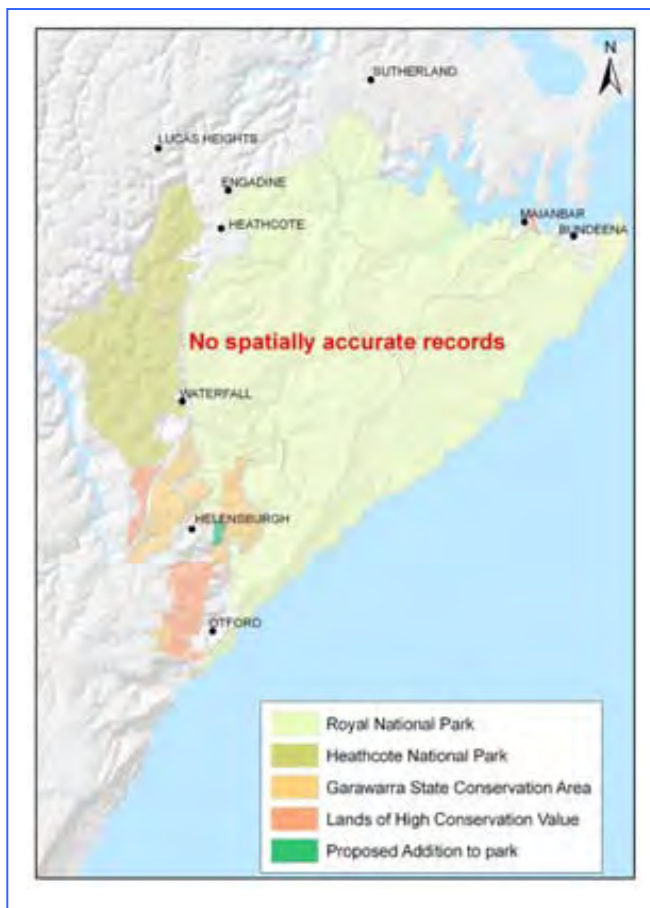 N
SUTHERLAND
LUCAS HEIGHTS
ENGADINE
MAIANBAR
HEATHCOTE
BUNDEENA
No spatially accurate records
WATERFALL
HELENSBURGH
OTFORD
Royal National Park
Heathcote National Park
Garawarra State Conservation Area
Lands of High Conservation Value
Proposed Addition to park